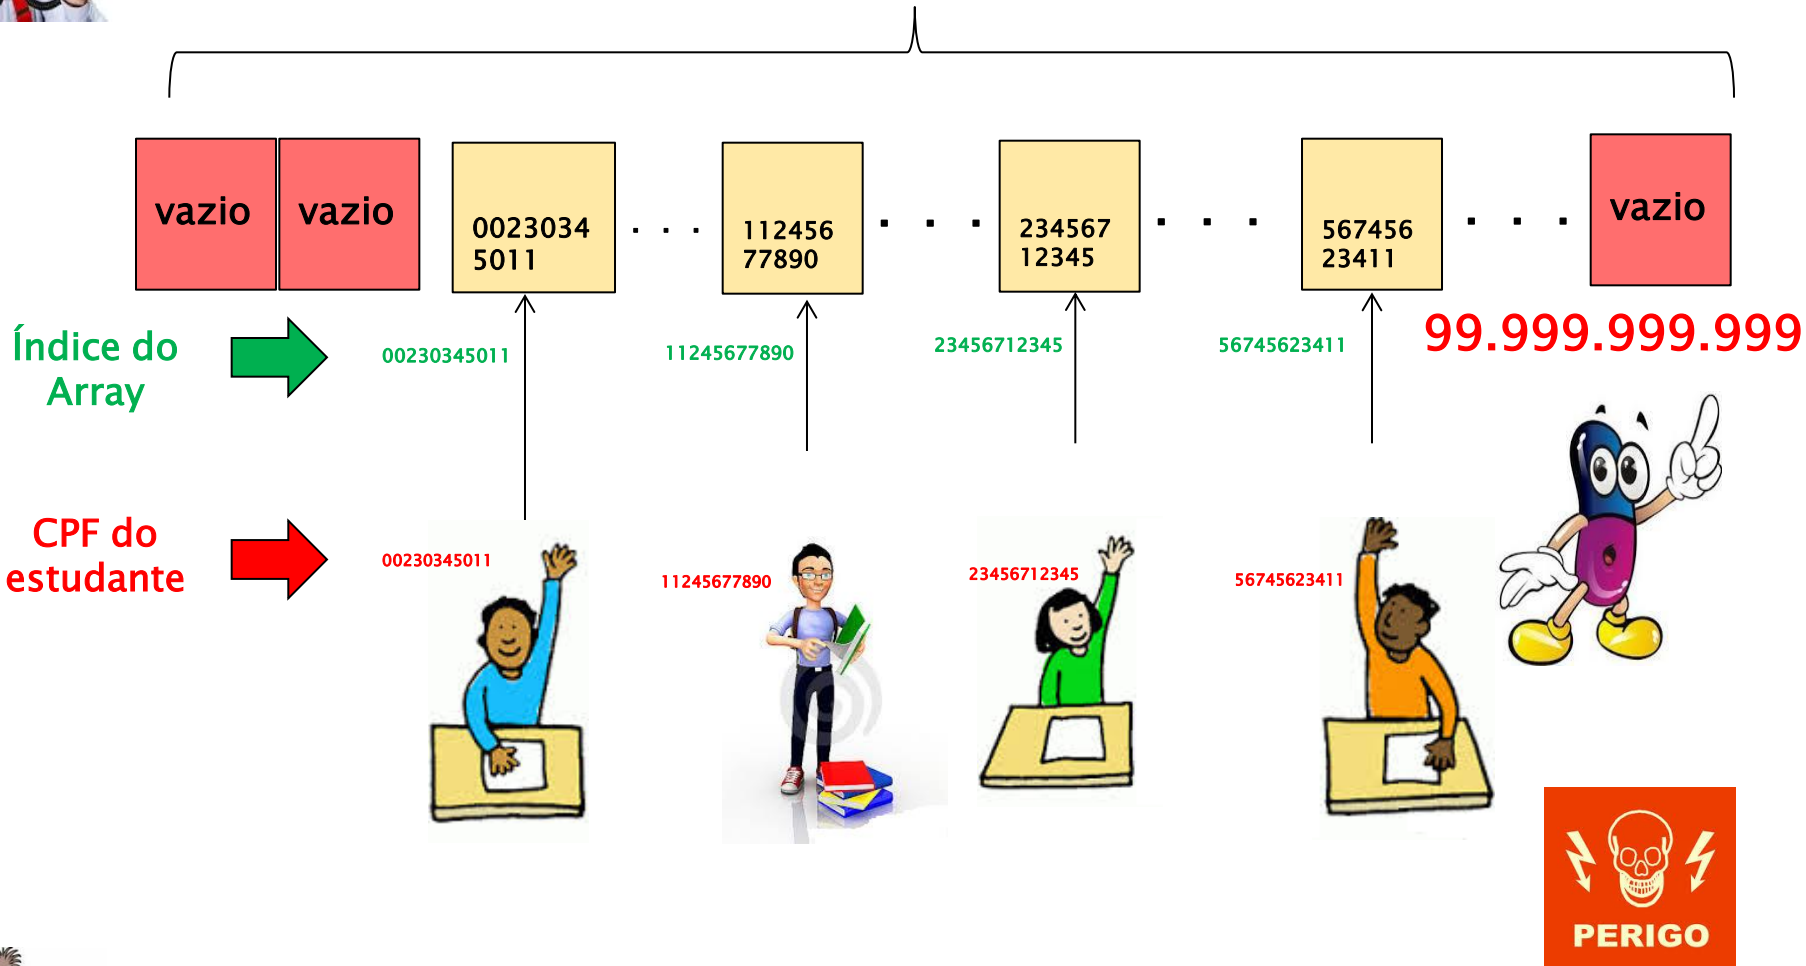 vazio
vazio
0023034
5011
. . .
112456
77890
. . .
234567
12345
. . .
567456
23411
. . .
vazio
Índice do
Array
00230345011
11245677890
23456712345
56745623411
99.999.999.999
CPF do
estudante
00230345011
11245677890
23456712345
56745623411
PERIGO